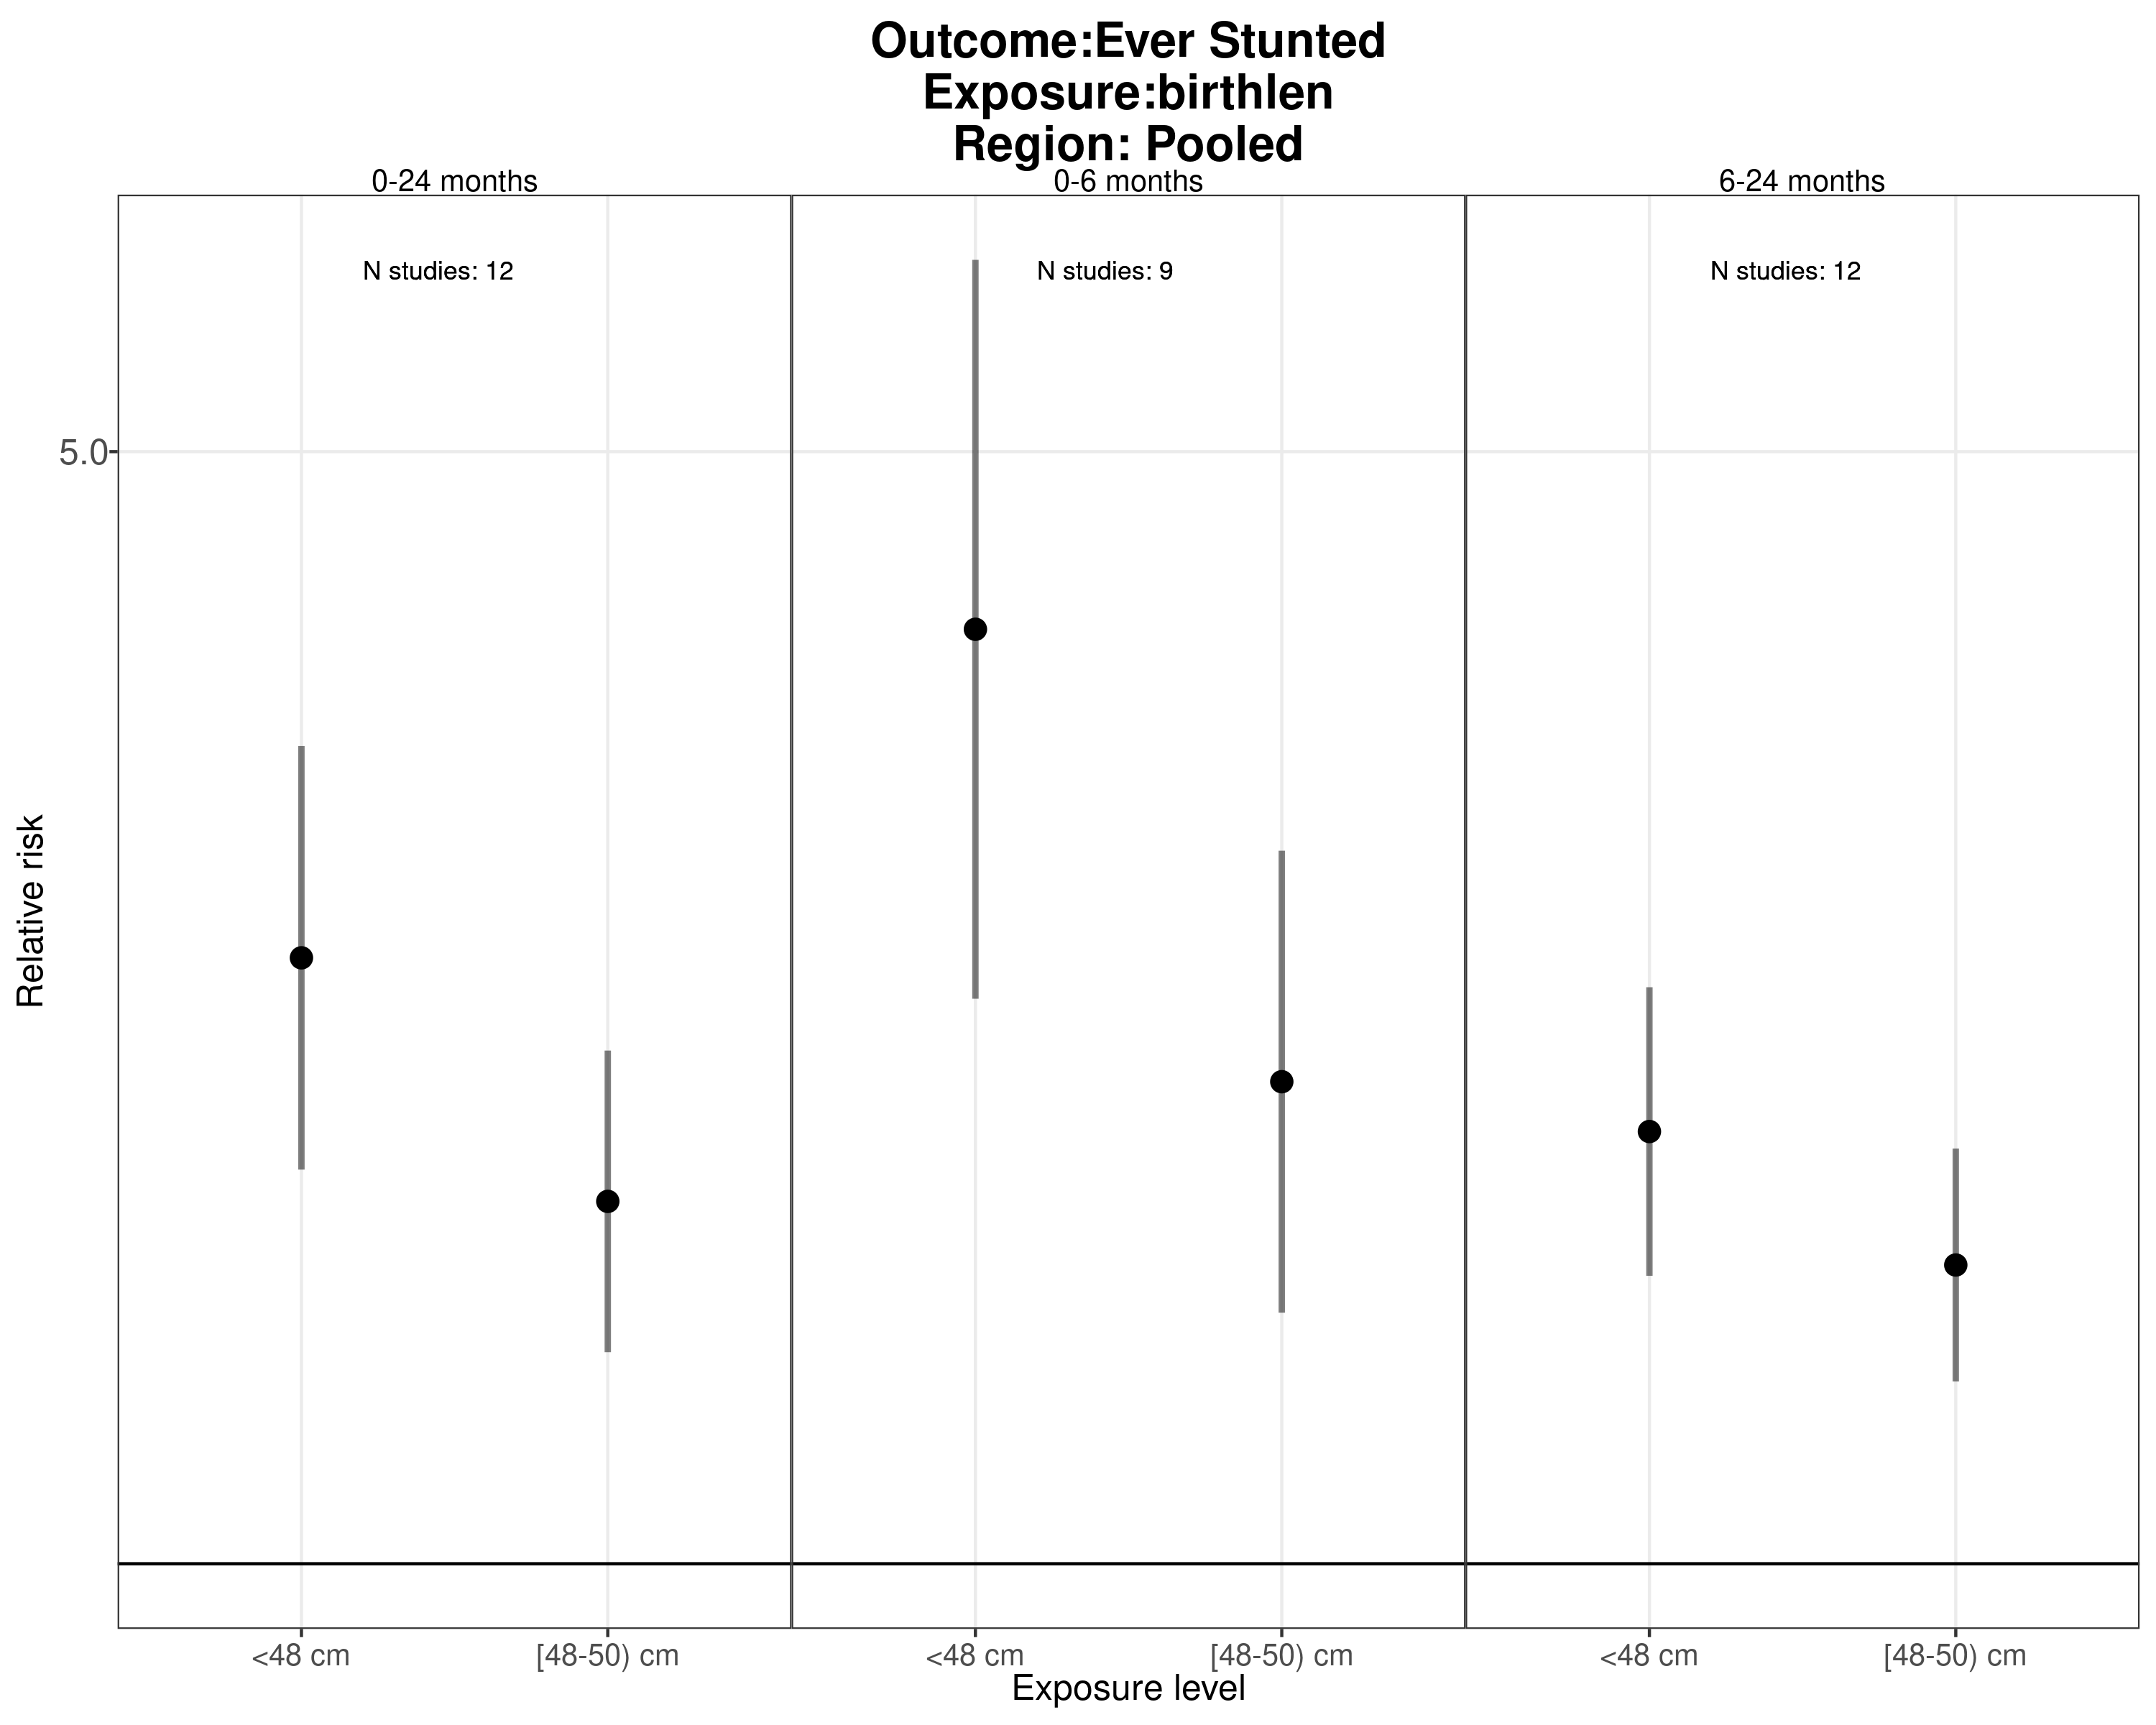 Outcome:Ever Stunted
Exposure:birthlen
Region: Pooled
0-24 months
0-6 months
6-24 months
N studies: 12
N studies: 9
N studies: 12
5.0
Relative risk
<48 cm
[48-50) cm
<48 cm
[48-50) cm
<48 cm
[48-50) cm
Exposure level